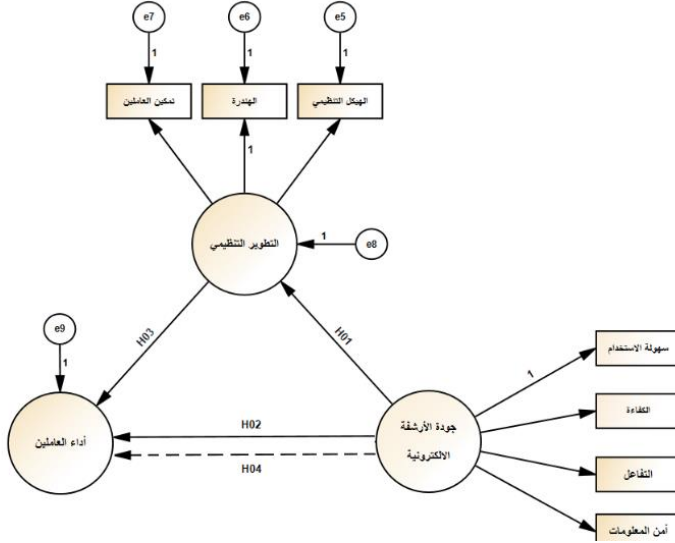 e7
e6
e5
1
1
1
تمكين العاملين
الهندرة
الهيكل التنظيمي
1
التطوير التنظيمي
1
e8
e9
1
H03
H01
1
سهولة الاستخدام
الكفاءة
جودة الأرشفة
الالكترونية
أداء العاملين
H02
H04
التفاعل
أمن المعلومات